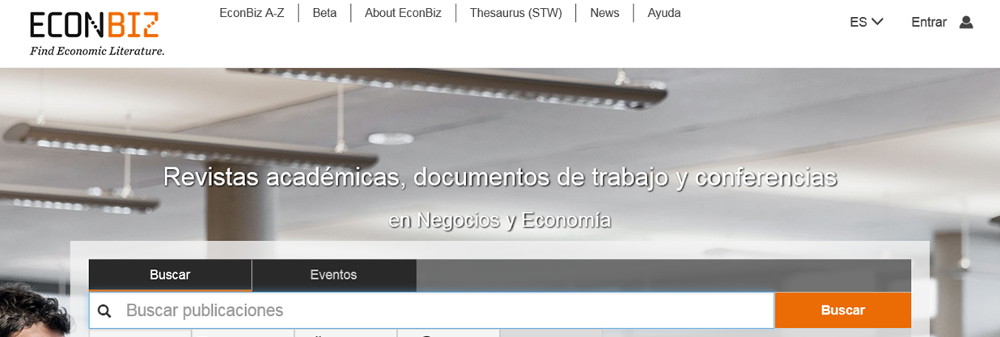 ECONBIZ
Find Economic Literature.
EconBiz A-Z
Beta
About EconBiz
Thesaurus (STW)
News
Ayuda
ES
Entrar
Revistas académicas, documentos de trabajo y conferencias
en Negocios y Economía
Buscar
Eventos
Buscar publicaciones
Buscar